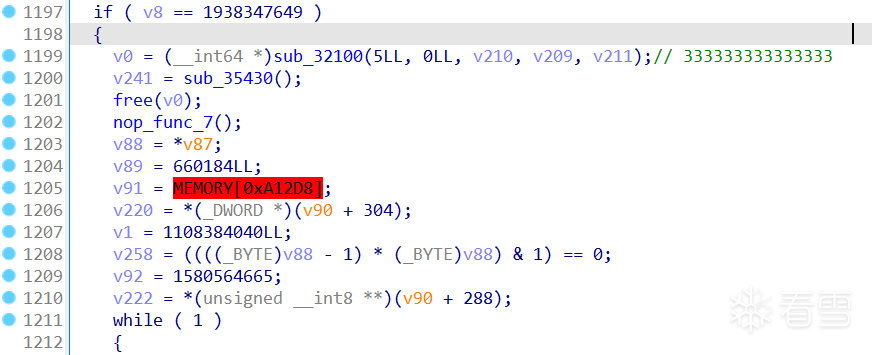 1197 if ( v8 == 1938347649 )
1198 {
1199 v0 = (__int64 *)sub_32100(5LL, 0LL, v210, v209, v211);// 333333333333333
1200 v241 = sub_35430();
1201 free(v0);
1202 nop_func_7();
1203 v88 = *v87;
1204 v89 = 660184LL;
1205 v91 = MEMORY[0xA12D8];
1206 v220 = *(_DWORD *)(v90 + 304);
1207 v1 = 1108384040LL;
1208 v258 = ((((_BYTE)v88 - 1) * (_BYTE)v88) & 1) == 0;
1209 v92 = 1580564665;
1210 v222 = *(unsigned __int8 **)(v90 + 288);
1211 while ( 1 )
1212 {
看雪